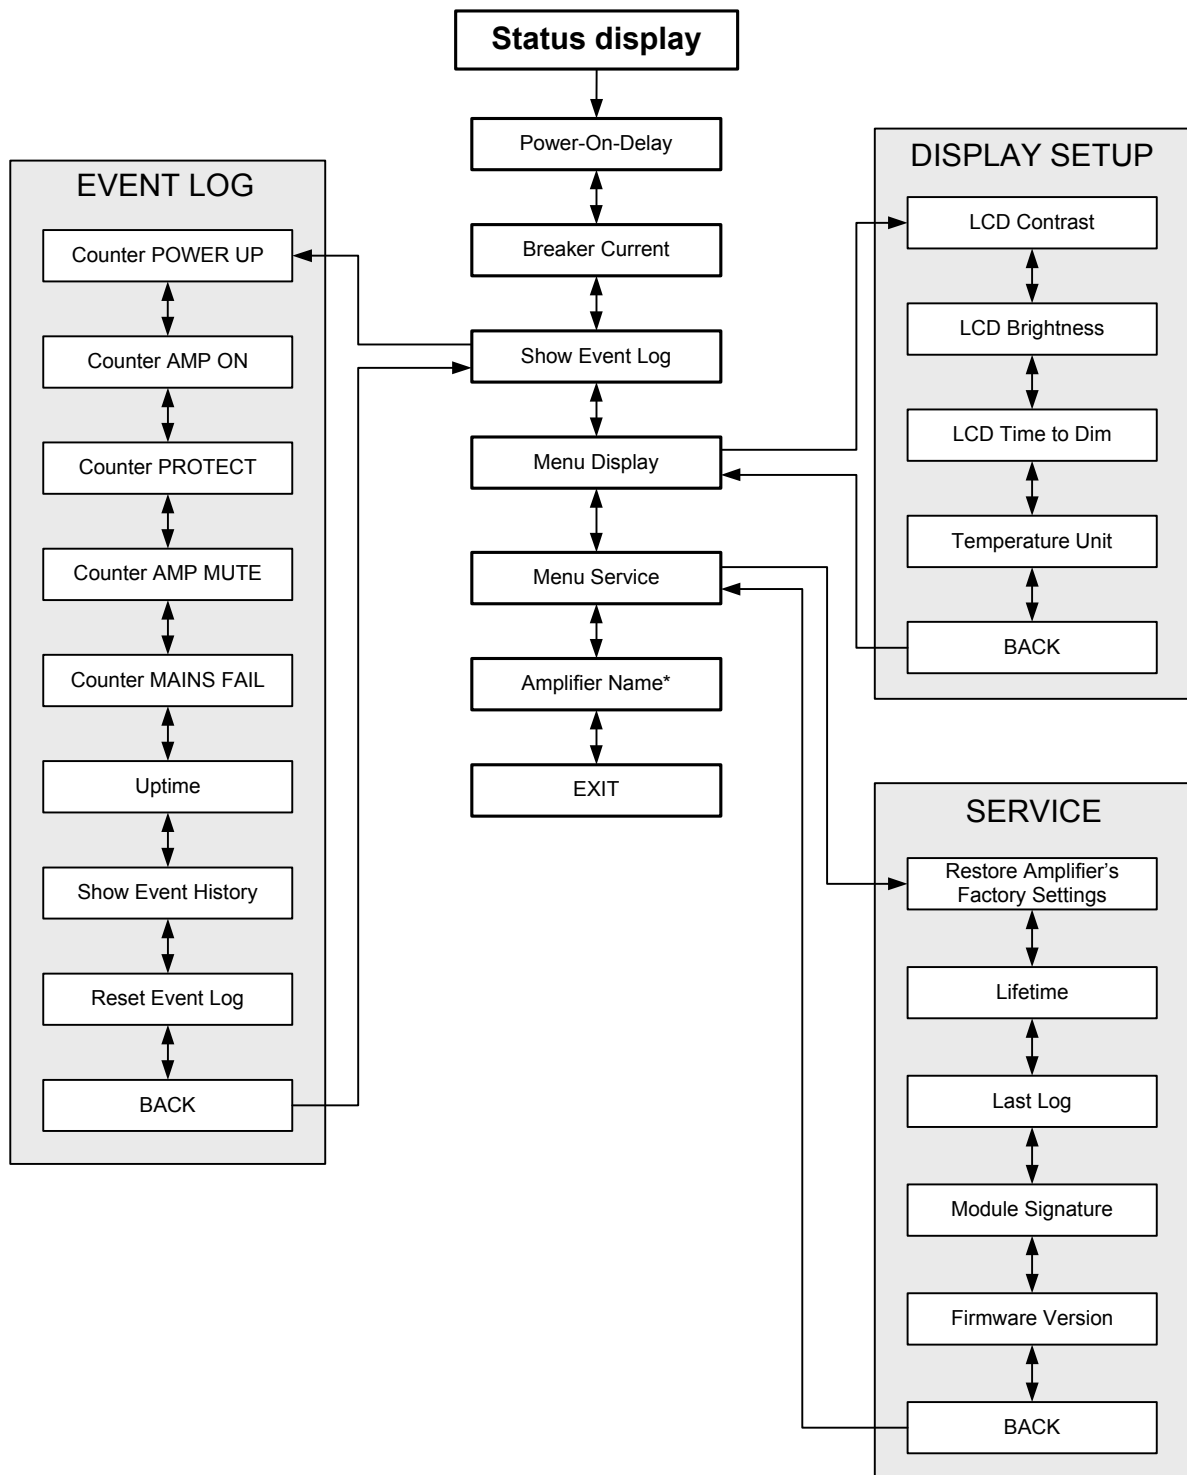 Status display
Power-On-Delay
Breaker Current
Show Event Log
Menu Display
Menu Service
Amplifier Name*
EXIT
EVENT LOG
Counter POWER UP
Counter AMP ON
Counter PROTECT
Counter AMP MUTE
Counter MAINS FAIL
Uptime
Show Event History
Reset Event Log
BACK
DISPLAY SETUP
LCD Contrast
LCD Brightness
LCD Time to Dim
Temperature Unit
BACK
SERVICE
Restore Amplifier's
Factory Settings
Lifetime
Last Log
Module Signature
Firmware Version
BACK